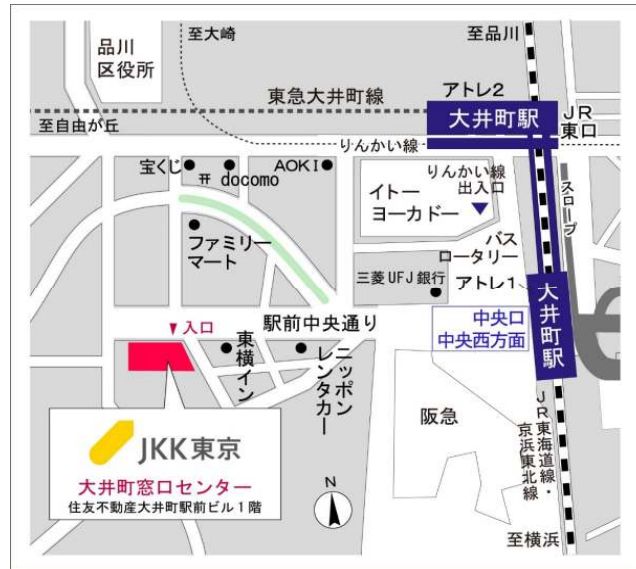 品川
区役所
至大崎
至品川
アトレ2
東急大井町線
大井町駅
JR
東口
至自由が丘
りんかい線
宝くじ
docomo
AOKI
イトー
ヨーカドー
りんかい線
出入口
スロープ
ファミリー
マート
バス
ロータリー
三菱UFJ銀行
アトレ1
大井町駅
駅前中央通り
中央口
中央西方面
入口
東横イン
ニッポン
レンタカー
阪急
JR東海道線・
京浜東北線
JKK東京
大井町窓口センター
住友不動産大井町駅前ビル1階
N
至横浜